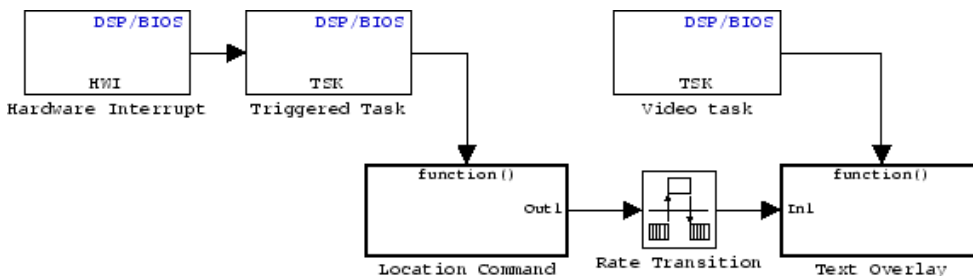 DSP/BIOS
HWI
Hardware Interrupt
DSP/BIOS
TSK
Triggered Task
DSP/BIOS
TSK
Video task
function()
Out1
Location Command
Rate Transition
function()
In1
Text Overlay